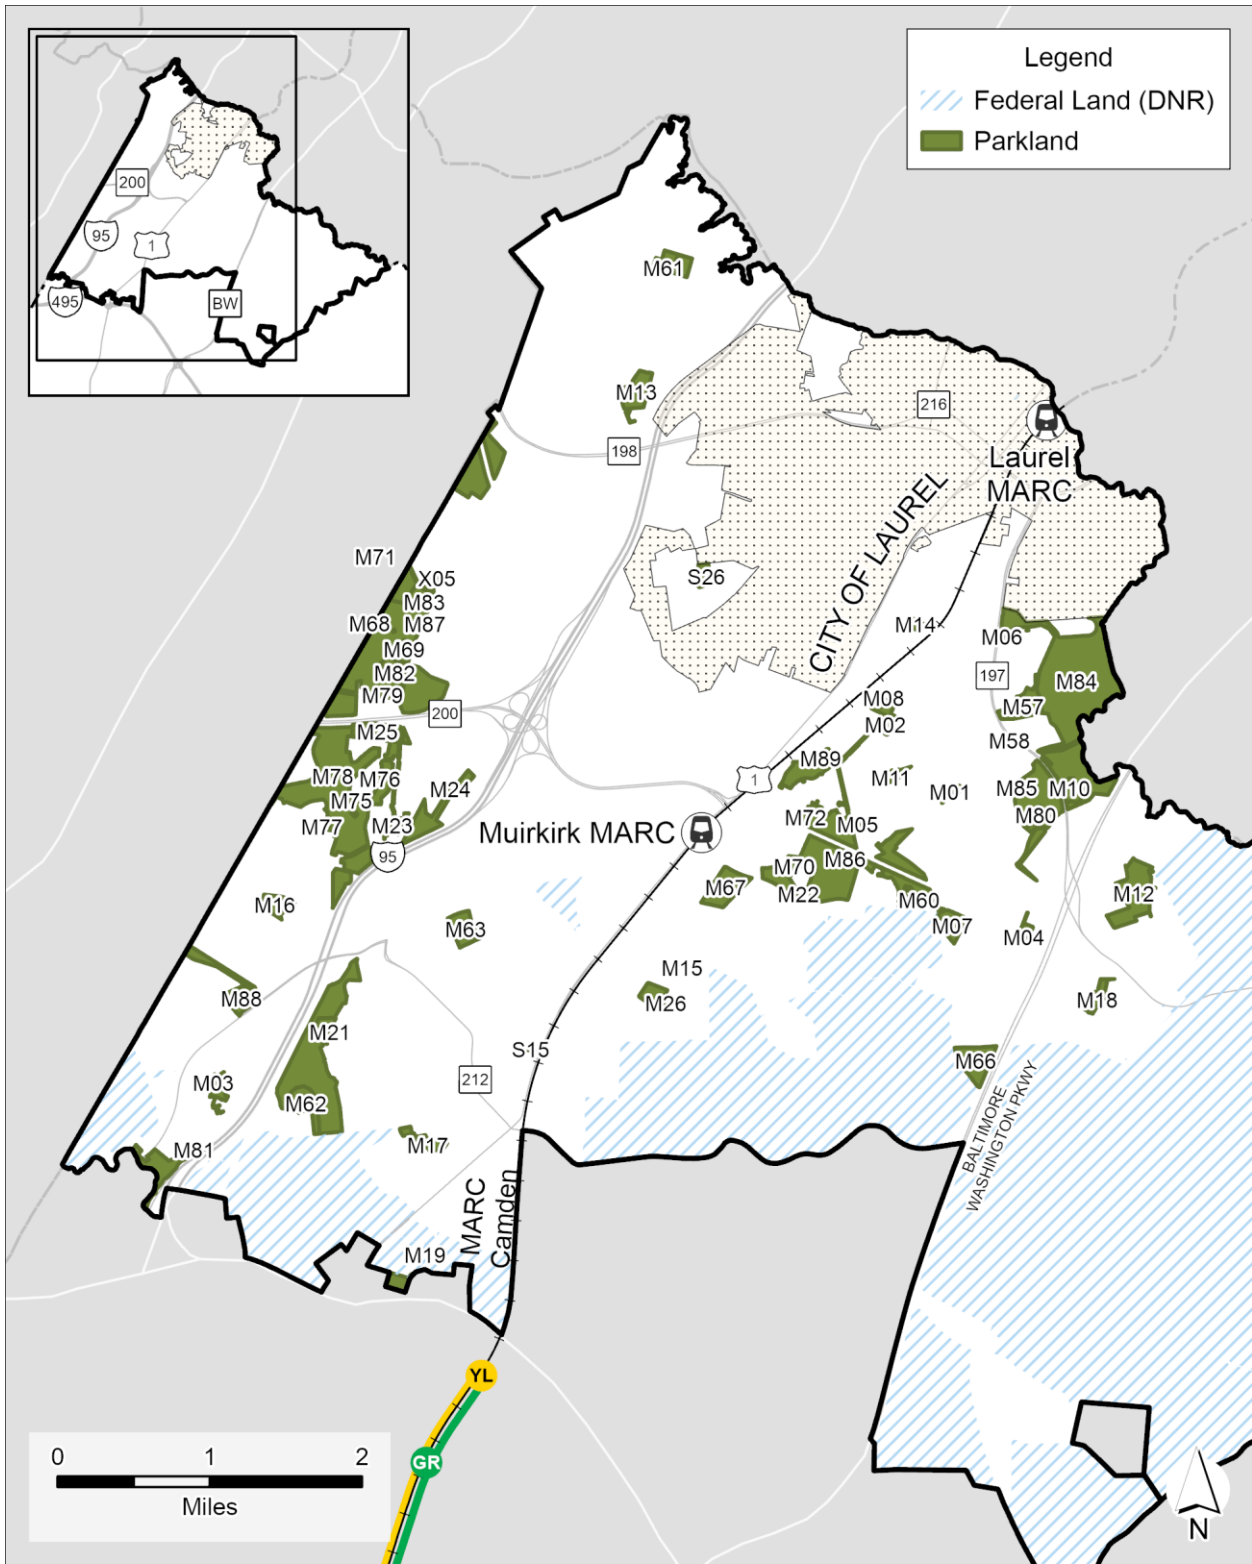 Legend
Federal Land (DNR)
Parkland
200
95
1
495
BW
M61
M13
198
216
Laurel
MARC
CITY OF LAUREL
S26
M71
X05
M83
M68
M87
M69
M82
M79
200
M25
M78
M76
M24
M75
M77
M23
95
M14
M06
197
M84
M57
M58
M08
M02
M89
M11
M01
M85
M10
M80
1
Muirkirk MARC
M72
M05
M70
M86
M22
M60
M67
M12
M07
M04
M16
M63
M15
M26
M18
M88
M21
S15
M66
212
M03
M62
M17
M81
BALTIMORE
WASHINGTON PKWY
MARC
Camden
M19
YL
GR
0 1 2
Miles
N